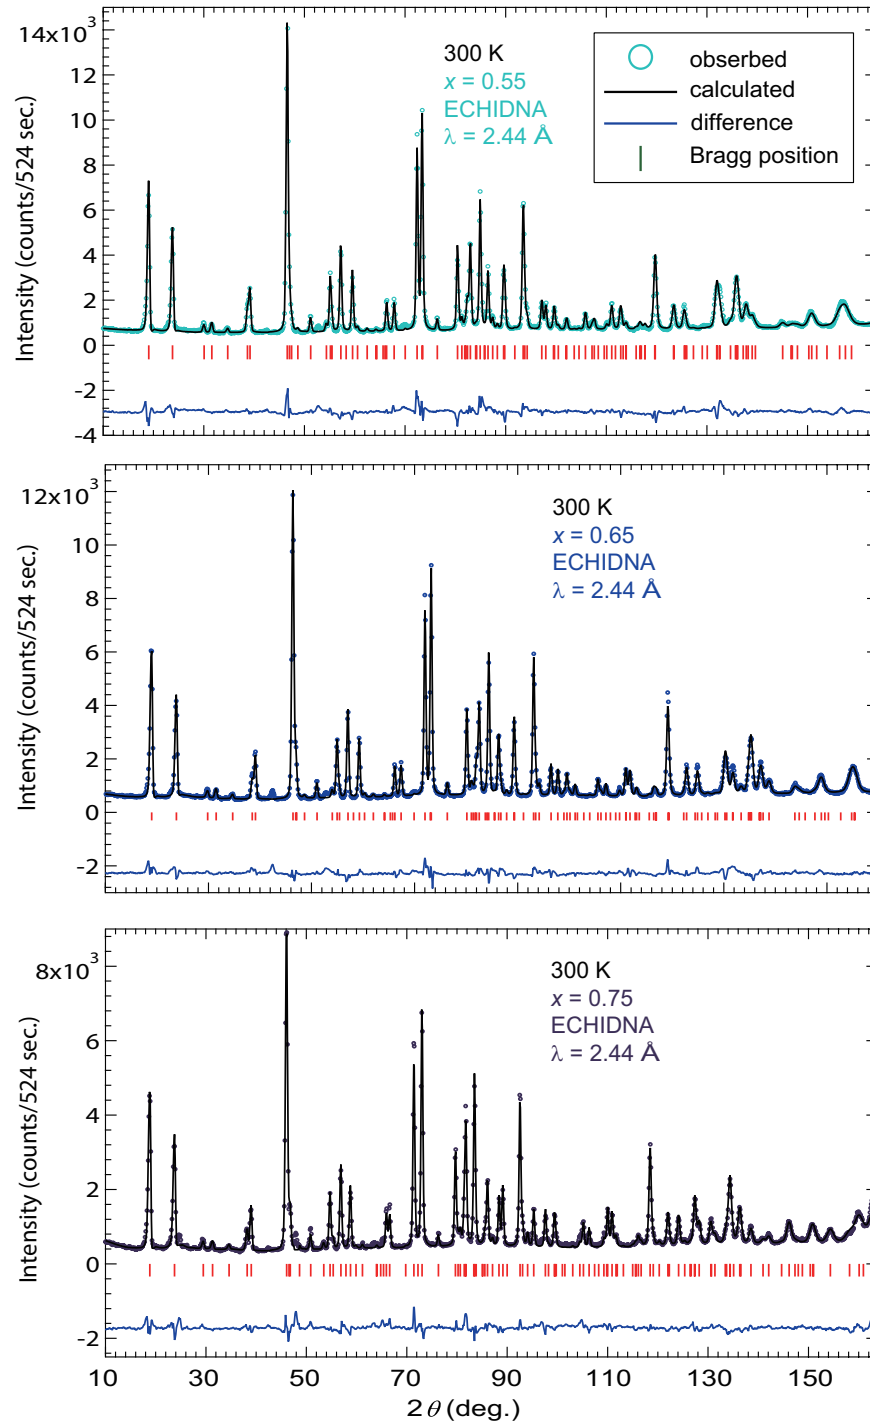 14x10³
12
10
8
6
4
2
0
-2
-4
Intensity (counts/524 sec.)
300 K
x = 0.55
ECHIDNA
λ = 2.44 Å
obserbed
calculated
difference
Bragg position
12x10³
10
8
6
4
2
0
-2
Intensity (counts/524 sec.)
300 K
x = 0.65
ECHIDNA
λ = 2.44 Å
8x10³
6
4
2
0
-2
Intensity (counts/524 sec.)
300 K
x = 0.75
ECHIDNA
λ = 2.44 Å
10 30 50 70 90 110 130 150
2θ (deg.)